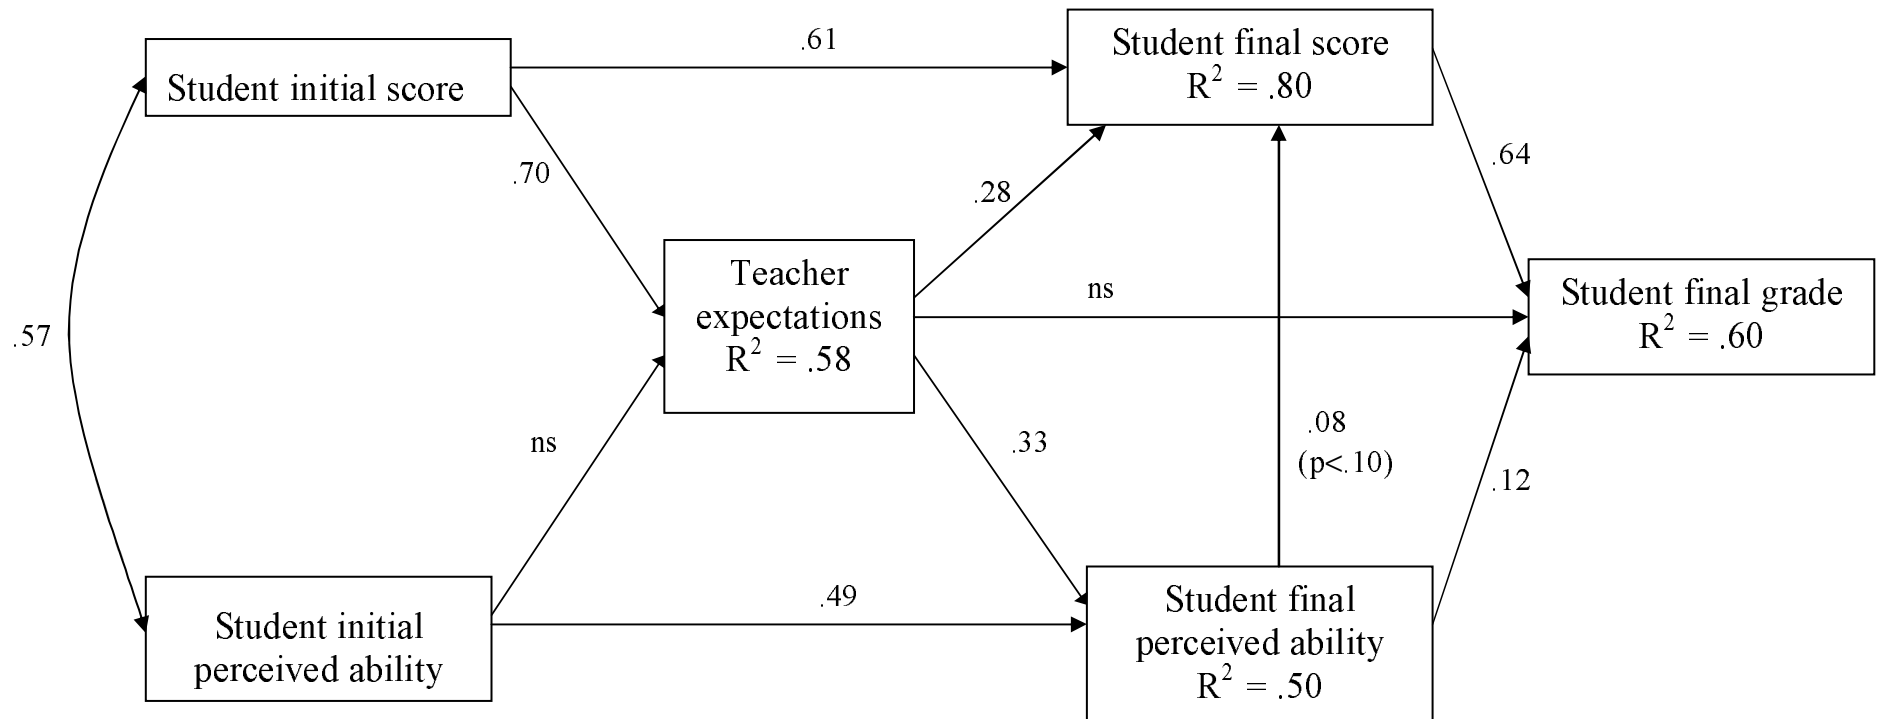 .61
Student final score
R² = .80
Student initial score
.64
.70
.28
Teacher
expectations
R² = .58
ns
Student final grade
R² = .60
.57
ns
.33
.08
(p<.10)
.12
.49
Student initial
perceived ability
Student final
perceived ability
R² = .50